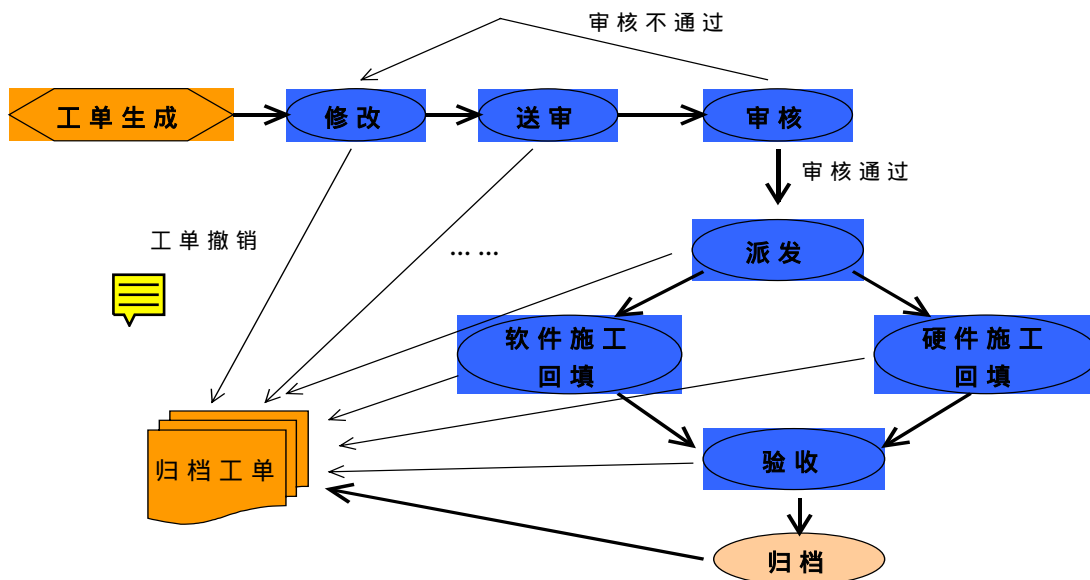 审核不通过
工单生成
修改
送审
审核
审核通过
工单撤销
……
派发
软件施工
回填
硬件施工
回填
归档工单
验收
归档